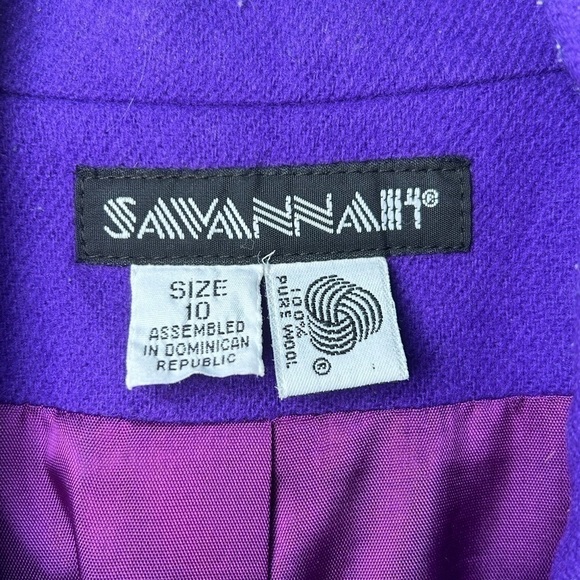 SAVANNAH®
SIZE
10
ASSEMBLED
IN DOMINICAN
REPUBLIC
100%
PURE WOOL
®